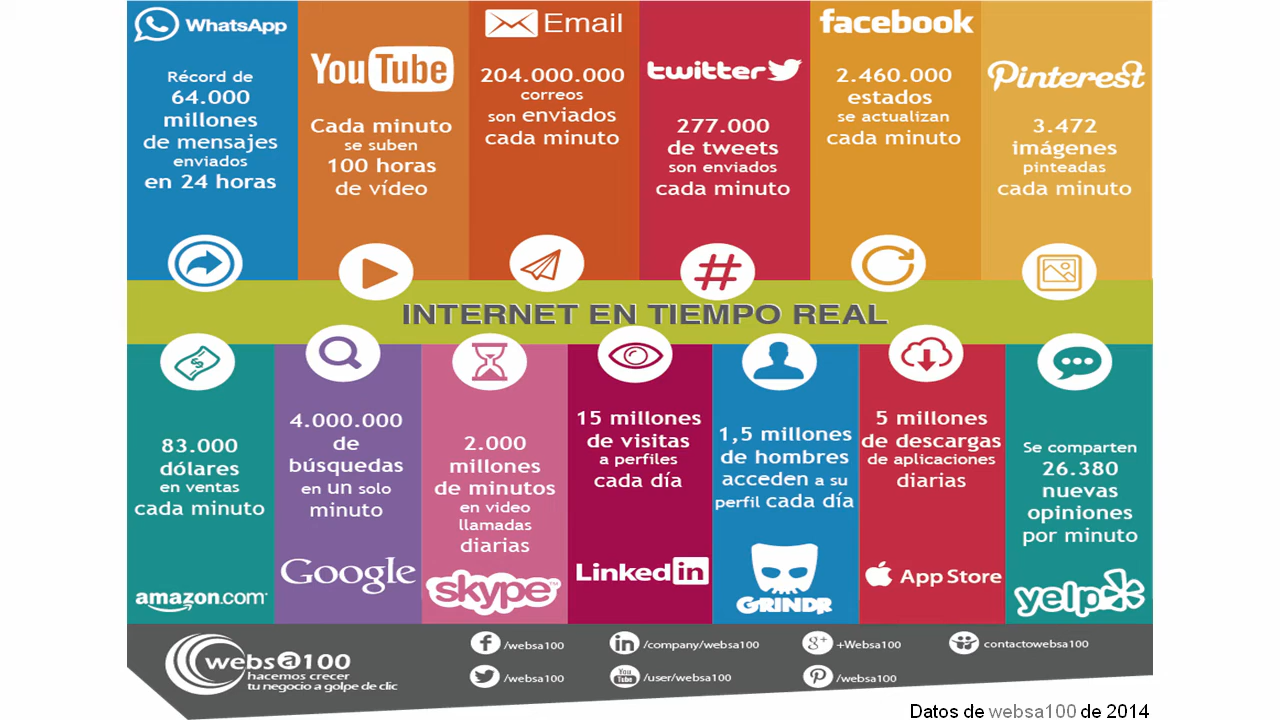 WhatsApp
Récord de
64.000
millones
de mensajes
enviados
en 24 horas
YouTube
Cada minuto
se suben
100 horas
de vídeo
Email
204.000.000
correos
son enviados
cada minuto
twitter
277.000
de tweets
son enviados
cada minuto
facebook
2.460.000
estados
se actualizan
cada minuto
Pinterest
3.472
imágenes
pinteadas
cada minuto
INTERNET EN TIEMPO REAL
83.000
dólares
en ventas
cada minuto
amazon.com
4.000.000
de
búsquedas
en un solo
minuto
Google
2.000
millones
de minutos
en video
llamadas
diarias
skype™
15 millones
de visitas
a perfiles
cada día
Linkedin
1,5 millones
de hombres
acceden a su
perfil cada día
GRINDR
5 millones
de descargas
de aplicaciones
diarias
App Store
Se comparten
26.380
nuevas
opiniones
por minuto
yelp
webs@100
hacemos crecer
tu negocio a golpe de clic
/websa100
/company/websa100
+Websa100
contactowebsa100
/websa100
You Tube /user/websa100
/websa100
Datos de websa100 de 2014